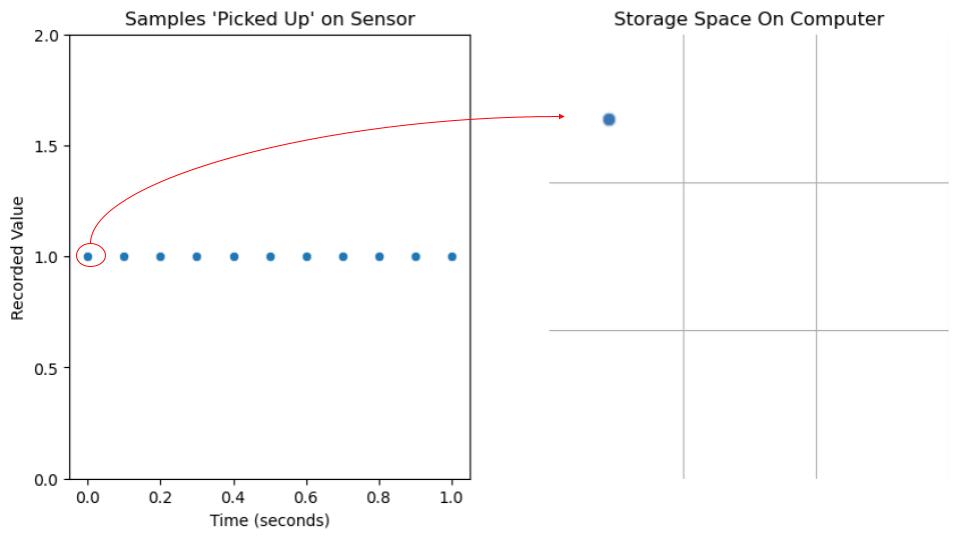 Samples 'Picked Up' on Sensor
Storage Space On Computer
2.0
1.5
1.0
0.5
0.0
Recorded Value
0.0 0.2 0.4 0.6 0.8 1.0
Time (seconds)